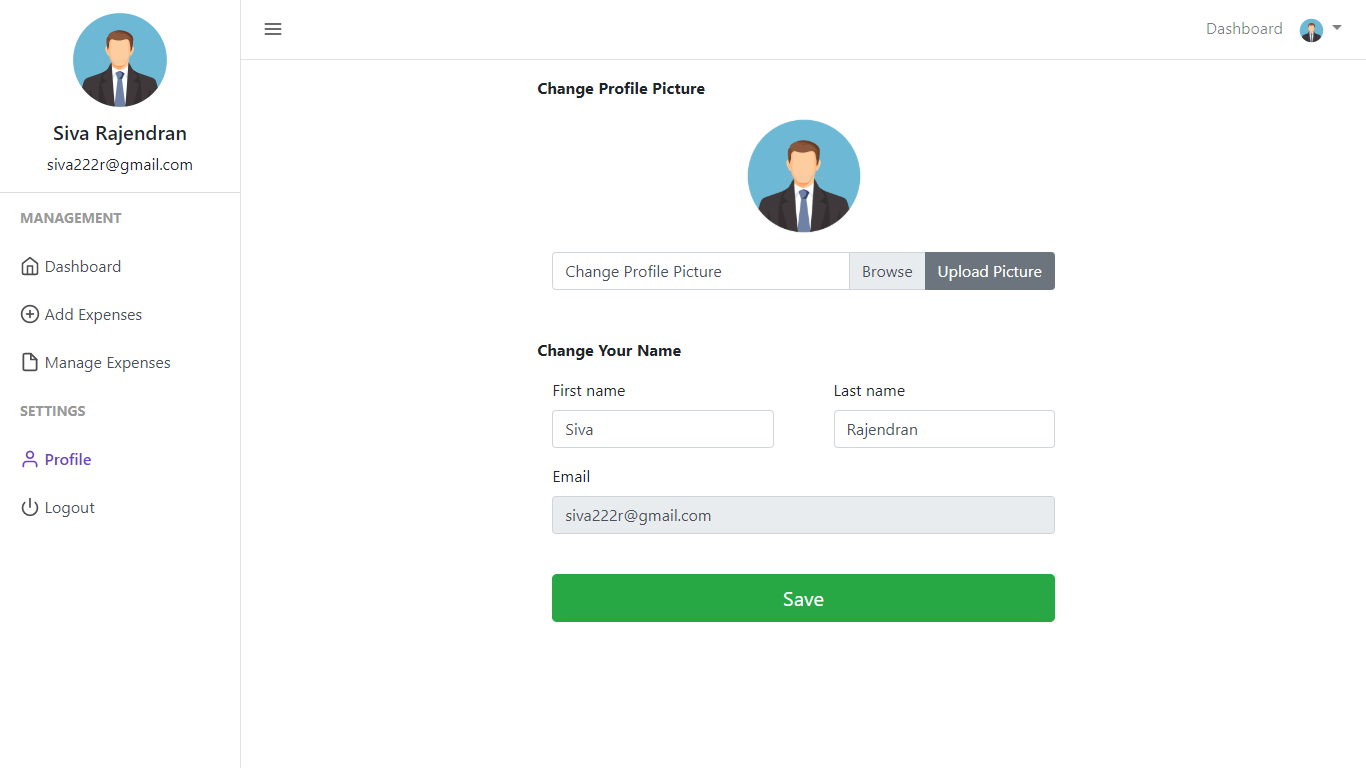 Siva Rajendran
siva222r@gmail.com
MANAGEMENT
Dashboard
Add Expenses
Manage Expenses
SETTINGS
Profile
Logout
Dashboard
Change Profile Picture
Change Profile Picture Browse Upload Picture
Change Your Name
First name Last name
Siva Rajendran
Email
siva222r@gmail.com
Save